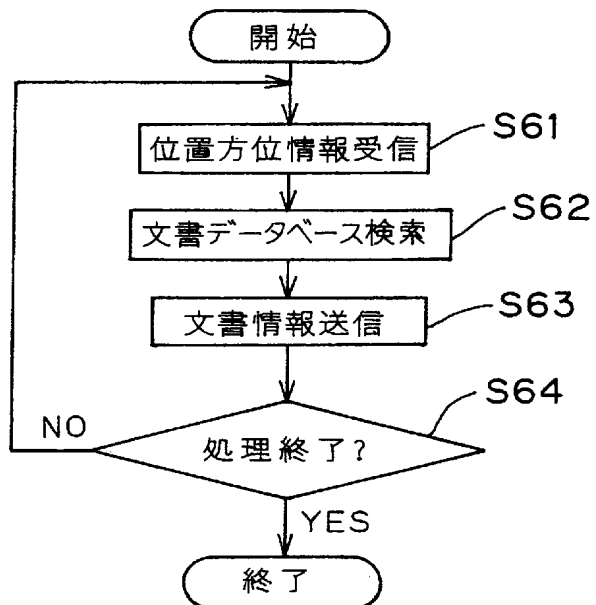 開始
位置方位情報受信
S61
文書データベース検索
S62
文書情報送信
S63
処理終了?
S64
NO
YES
終了